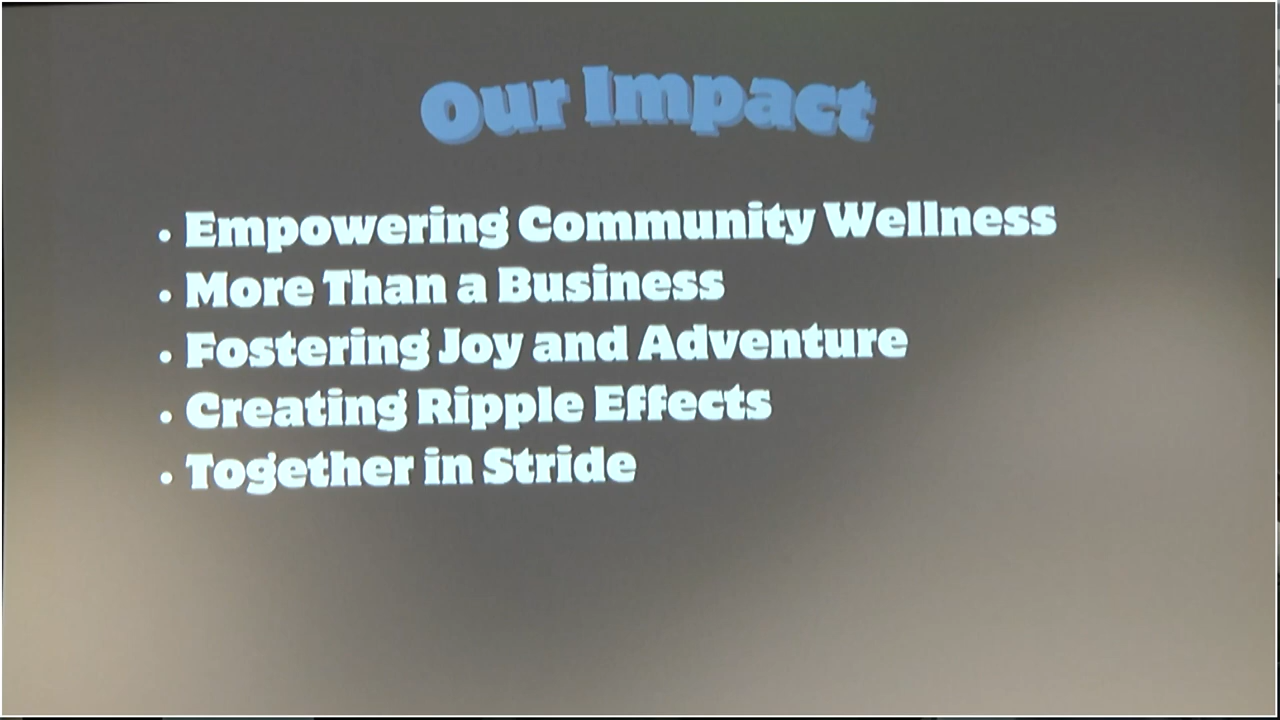 Our Impact
• Empowering Community Wellness
• More Than a Business
• Fostering Joy and Adventure
• Creating Ripple Effects
• Together in Stride